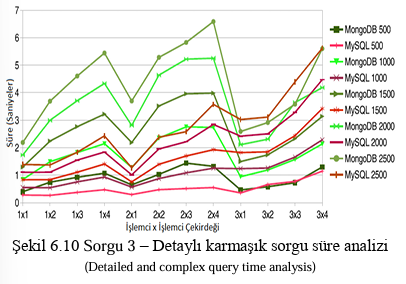 7
6
5
4
3
2
1
0
Süre (Saniyeler)
1x1 1x2 1x3 1x4 2x1 2x2 2x3 2x4 3x1 3x2 3x3 3x4
İşlemci x İşlemci Çekirdeği
MongoDB 500
MySQL 500
MongoDB 1000
MySQL 1000
MongoDB 1500
MySQL 1500
MongoDB 2000
MySQL 2000
MongoDB 2500
MySQL 2500
Şekil 6.10 Sorgu 3 – Detaylı karmaşık sorgu süre analizi
(Detailed and complex query time analysis)